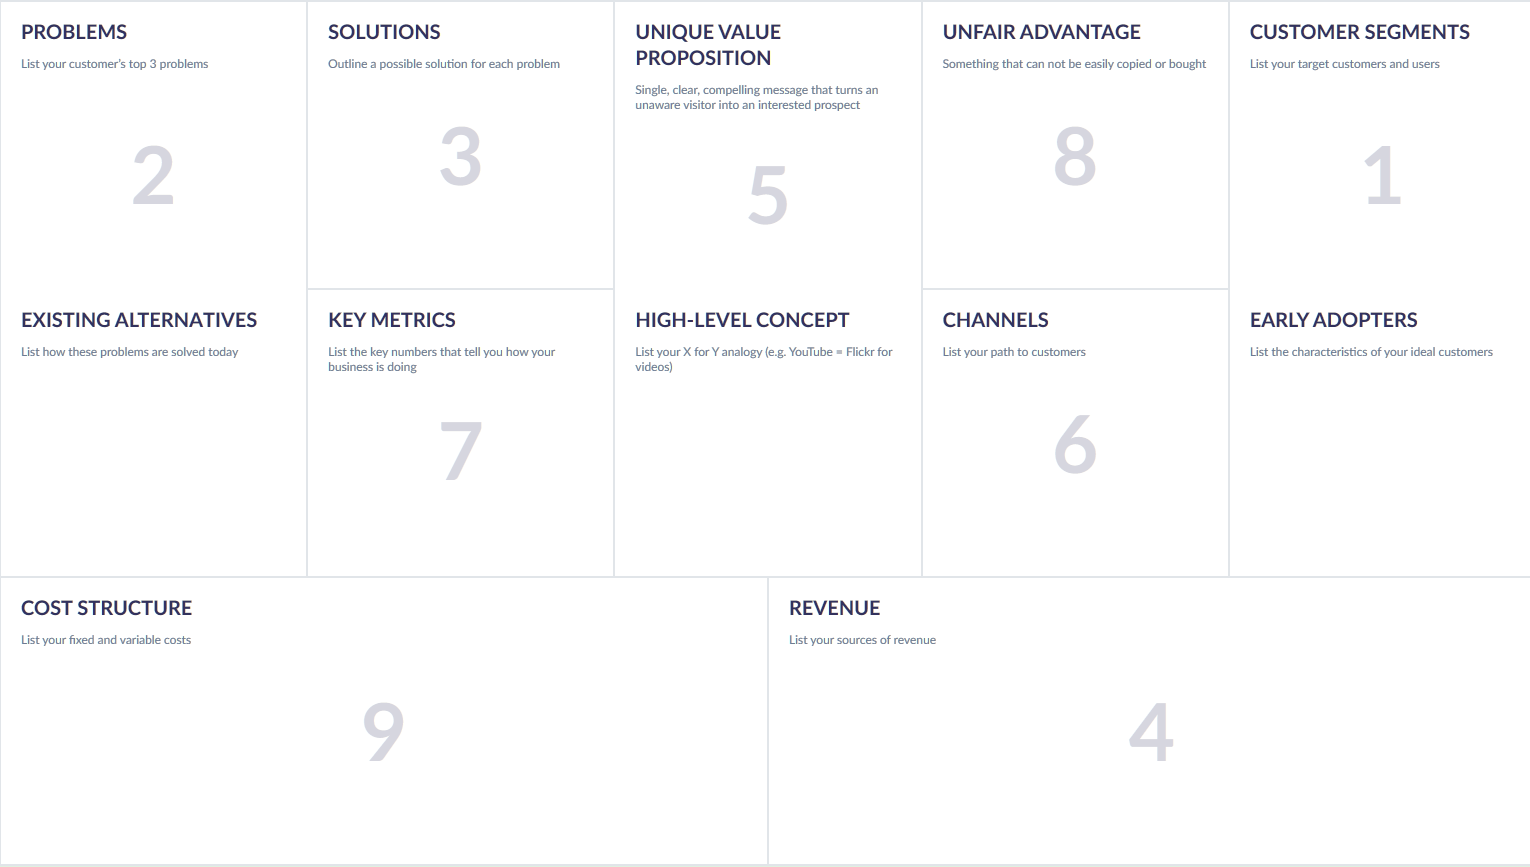 PROBLEMS
List your customer's top 3 problems
2
SOLUTIONS
Outline a possible solution for each problem
3
UNIQUE VALUE
PROPOSITION
Single, clear, compelling message that turns an
unaware visitor into an interested prospect
5
UNFAIR ADVANTAGE
Something that can not be easily copied or bought
8
CUSTOMER SEGMENTS
List your target customers and users
1
EXISTING ALTERNATIVES
List how these problems are solved today
KEY METRICS
List the key numbers that tell you how your
business is doing
7
HIGH-LEVEL CONCEPT
List your X for Y analogy (e.g. YouTube = Flickr for
videos)
CHANNELS
List your path to customers
6
EARLY ADOPTERS
List the characteristics of your ideal customers
COST STRUCTURE
List your fixed and variable costs
9
REVENUE
List your sources of revenue
4